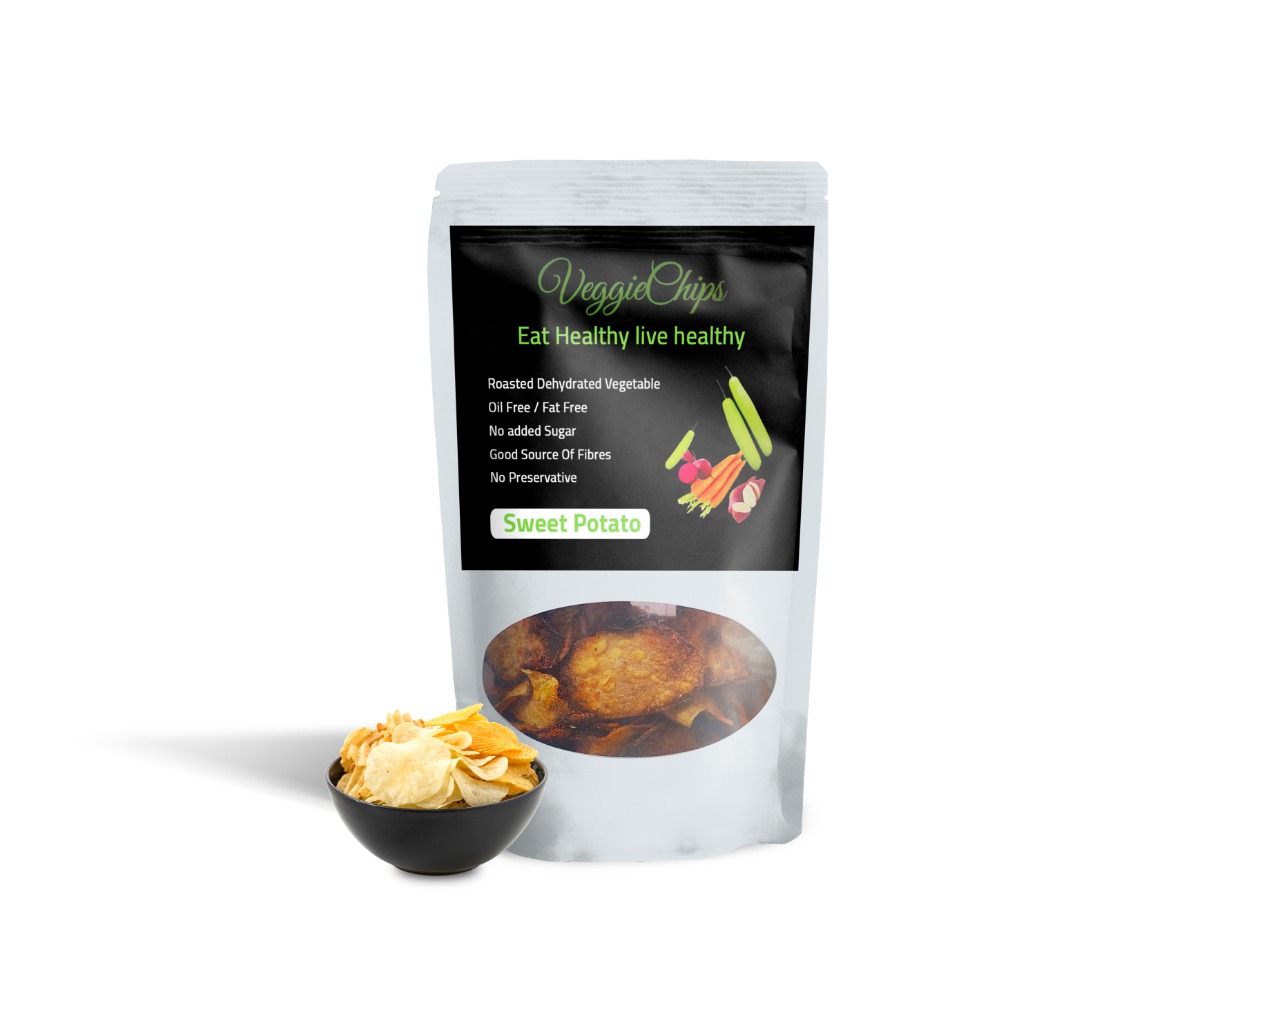 VeggieChips
Eat Healthy live healthy
Roasted Dehydrated Vegetable
Oil Free / Fat Free
No added Sugar
Good Source Of Fibres
No Preservative
Sweet Potato